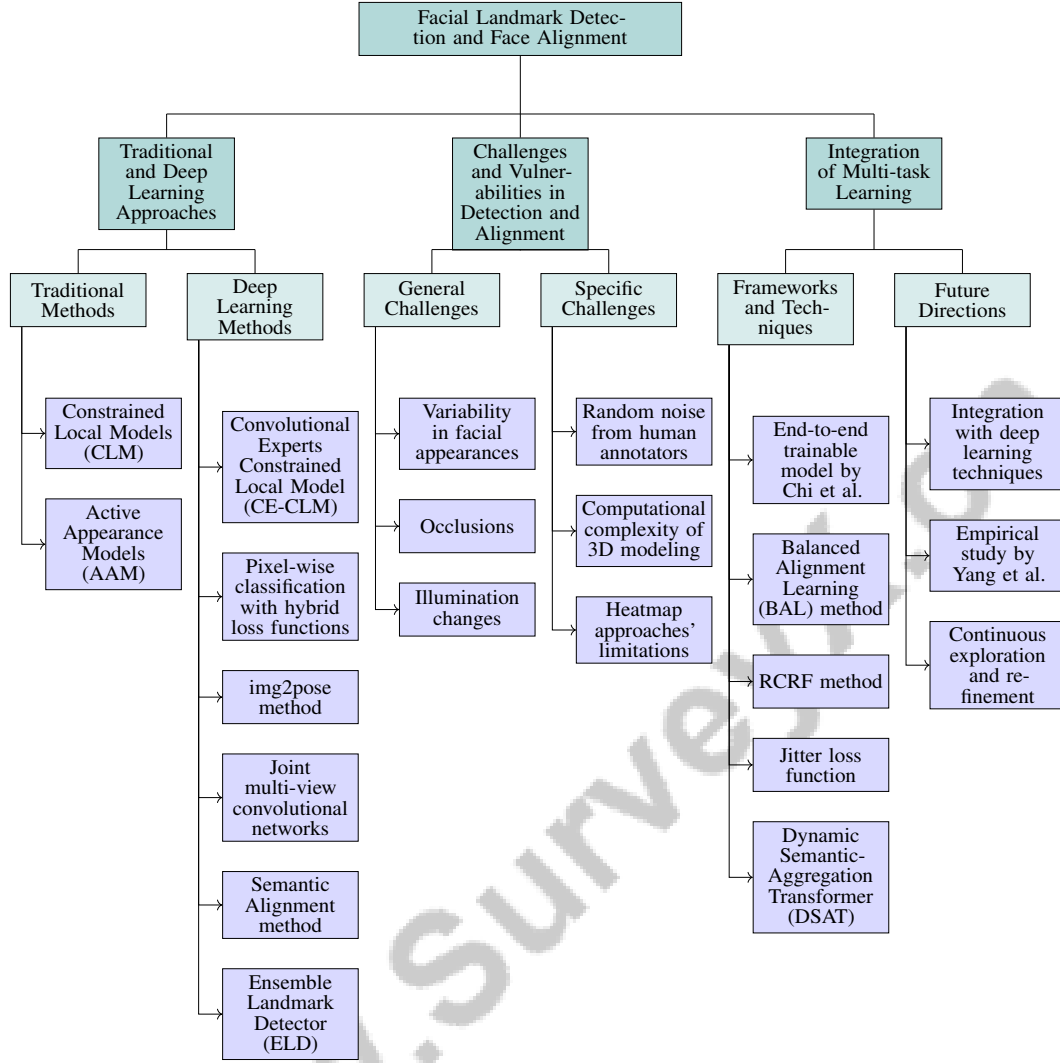 Facial Landmark Detec-
tion and Face Alignment
Traditional
and Deep
Learning
Approaches
Challenges
and Vulner-
abilities in
Detection and
Alignment
Integration
of Multi-task
Learning
Traditional
Methods
Deep
Learning
Methods
General
Challenges
Specific
Challenges
Frameworks
and Tech-
niques
Future
Directions
Constrained
Local Models
(CLM)
Active
Appearance
Models
(AAM)
Convolutional
Experts
Constrained
Local Model
(CE-CLM)
Pixel-wise
classification
with hybrid
loss functions
img2pose
method
Joint
multi-view
convolutional
networks
Semantic
Alignment
method
Ensemble
Landmark
Detector
(ELD)
Variability
in facial
appearances
Occlusions
Illumination
changes
Random noise
from human
annotators
Computational
complexity of
3D modeling
Heatmap
approaches'
limitations
End-to-end
trainable
model by
Chi et al.
Balanced
Alignment
Learning
(BAL) method
RCRF method
Jitter loss
function
Dynamic
Semantic-
Aggregation
Transformer
(DSAT)
Integration
with deep
learning
techniques
Empirical
study by
Yang et al.
Continuous
exploration
and re-
finement